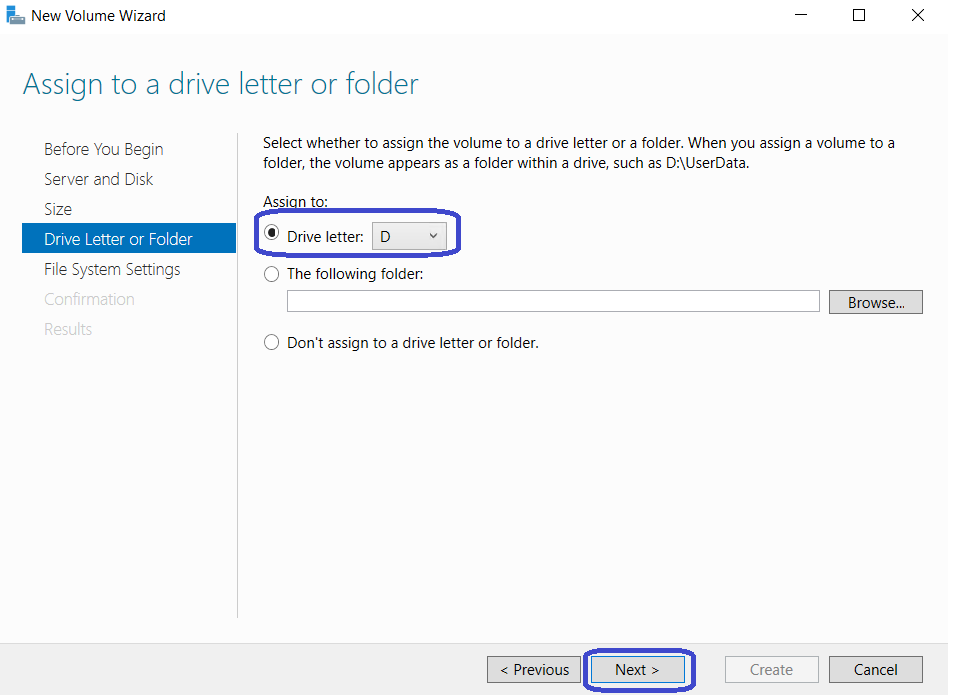 New Volume Wizard
Assign to a drive letter or folder
Before You Begin
Server and Disk
Size
Drive Letter or Folder
File System Settings
Confirmation
Results
Select whether to assign the volume to a drive letter or a folder. When you assign a volume to a
folder, the volume appears as a folder within a drive, such as D:\UserData.
Assign to:
Drive letter: D
The following folder:
Browse...
Don't assign to a drive letter or folder.
< Previous Next > Create Cancel